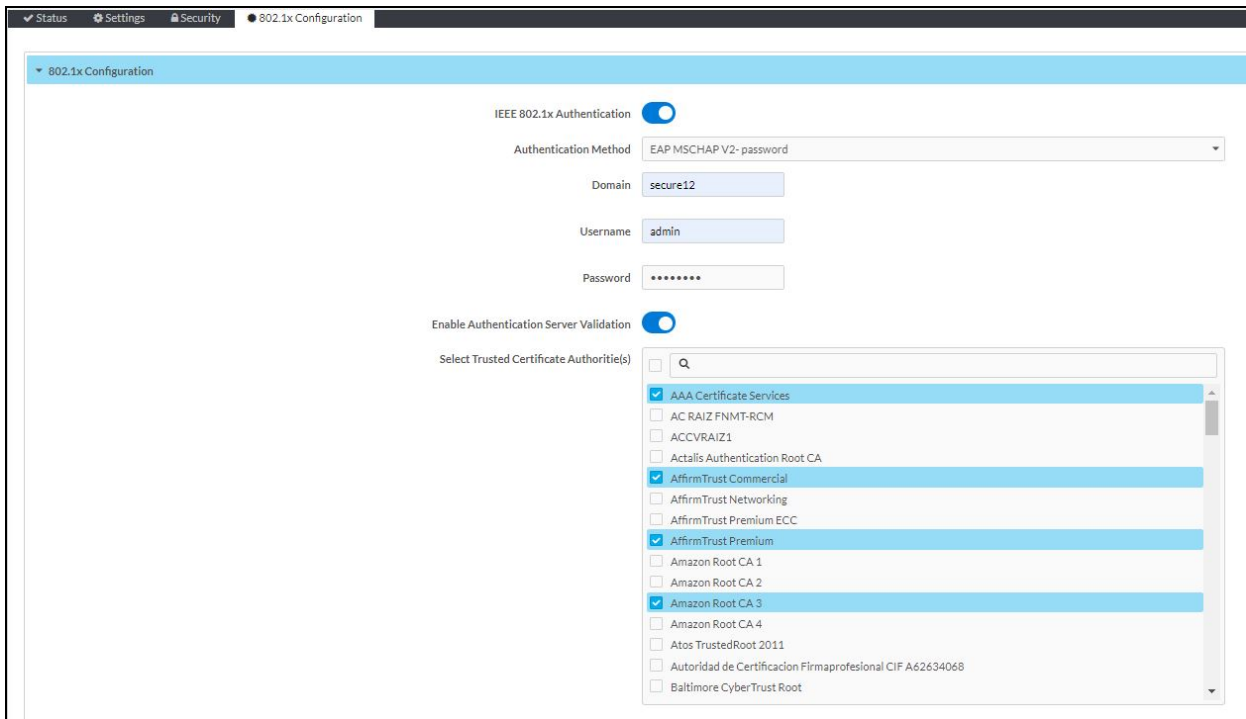 Status Settings Security 802.1x Configuration
802.1x Configuration
IEEE 802.1x Authentication
Authentication Method EAP MSCHAP V2- password
Domain secure12
Username admin
Password ••••••••
Enable Authentication Server Validation
Select Trusted Certificate Authoritie(s)
AAA Certificate Services
AC RAIZ FNMT-RCM
ACCVRAIZ1
Actalis Authentication Root CA
AffirmTrust Commercial
AffirmTrust Networking
AffirmTrust Premium ECC
AffirmTrust Premium
Amazon Root CA 1
Amazon Root CA 2
Amazon Root CA 3
Amazon Root CA 4
Atos TrustedRoot 2011
Autoridad de Certificacion Firmaprofesional CIF A62634068
Baltimore CyberTrust Root